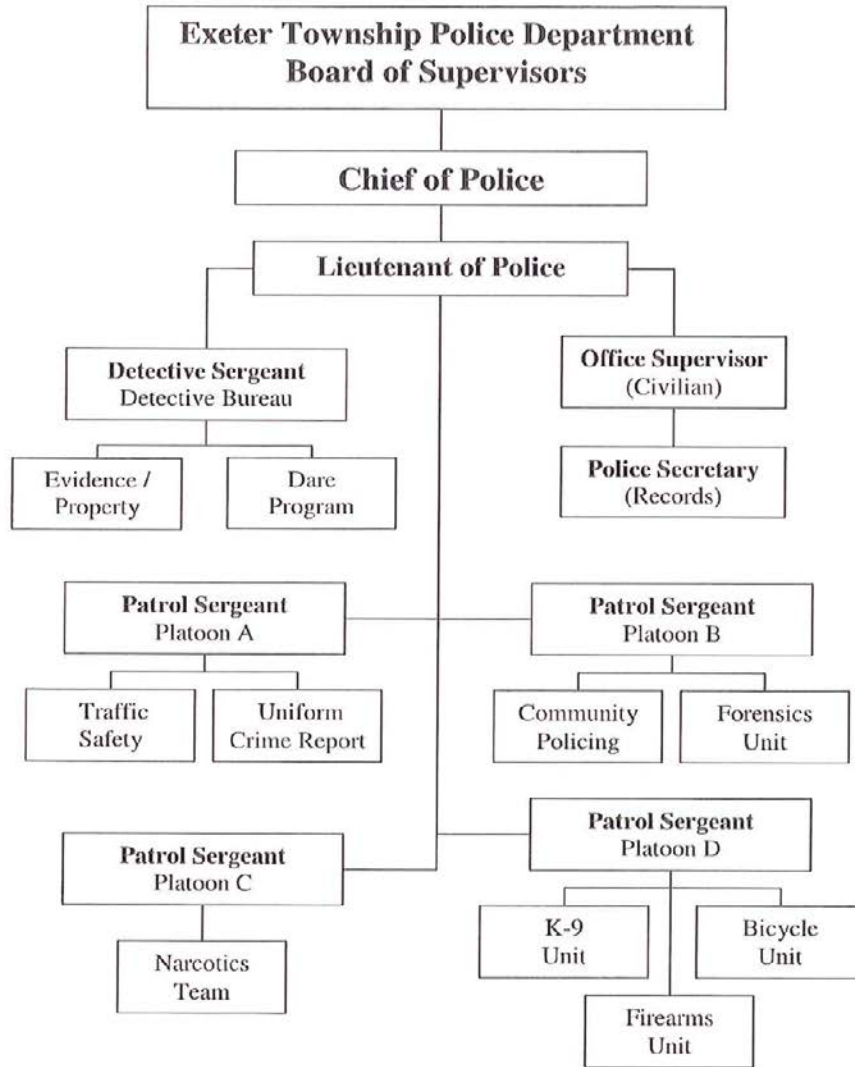 Exeter Township Police Department
Board of Supervisors
Chief of Police
Lieutenant of Police
Detective Sergeant
Detective Bureau
Office Supervisor
(Civilian)
Evidence /
Property
Dare
Program
Police Secretary
(Records)
Patrol Sergeant
Platoon A
Patrol Sergeant
Platoon B
Traffic
Safety
Uniform
Crime Report
Community
Policing
Forensics
Unit
Patrol Sergeant
Platoon C
Patrol Sergeant
Platoon D
Narcotics
Team
K-9
Unit
Bicycle
Unit
Firearms
Unit